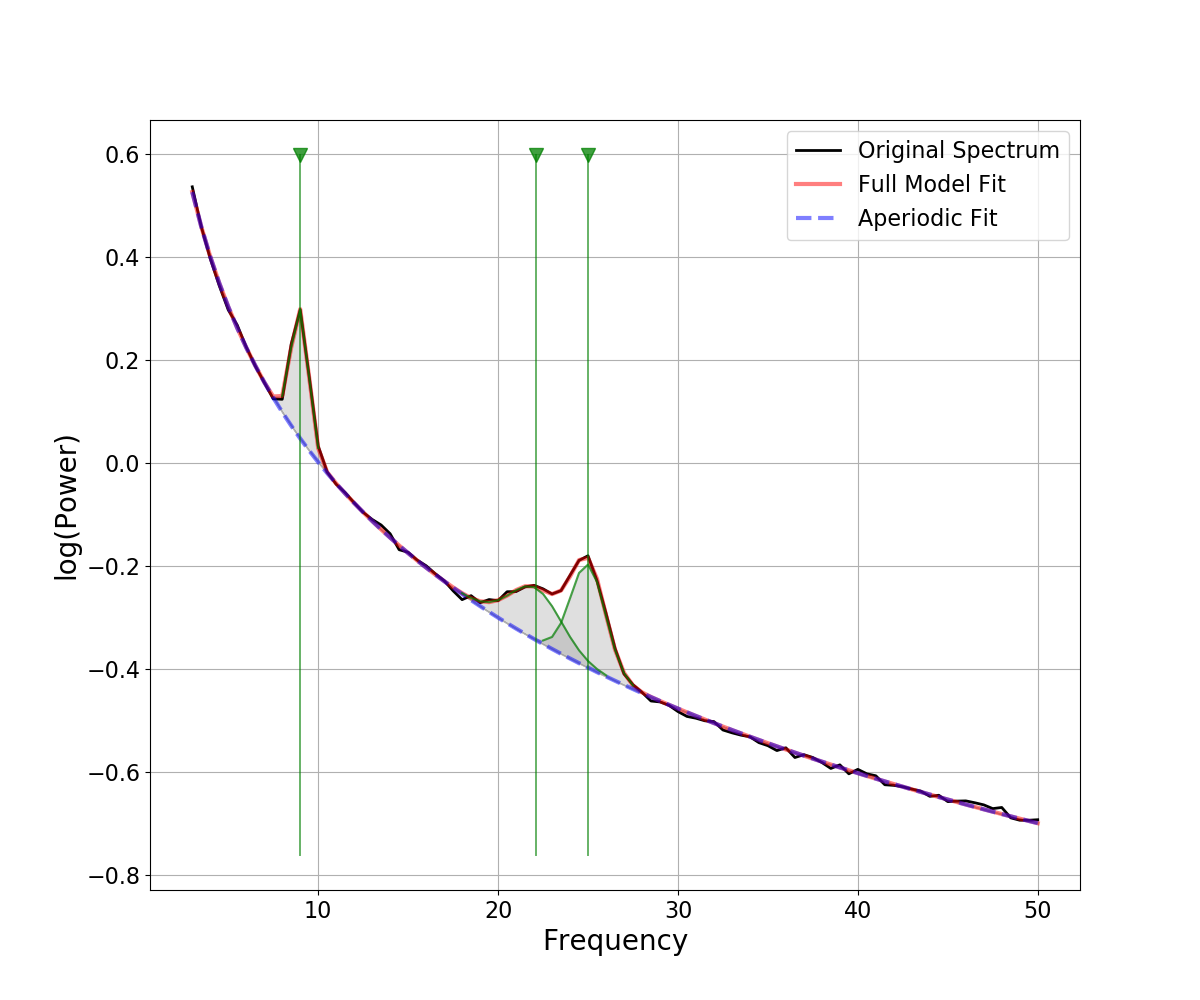 Original Spectrum
Full Model Fit
Aperiodic Fit
0.6
0.4
0.2
0.0
−0.2
−0.4
−0.6
−0.8
log(Power)
10 20 30 40 50
Frequency